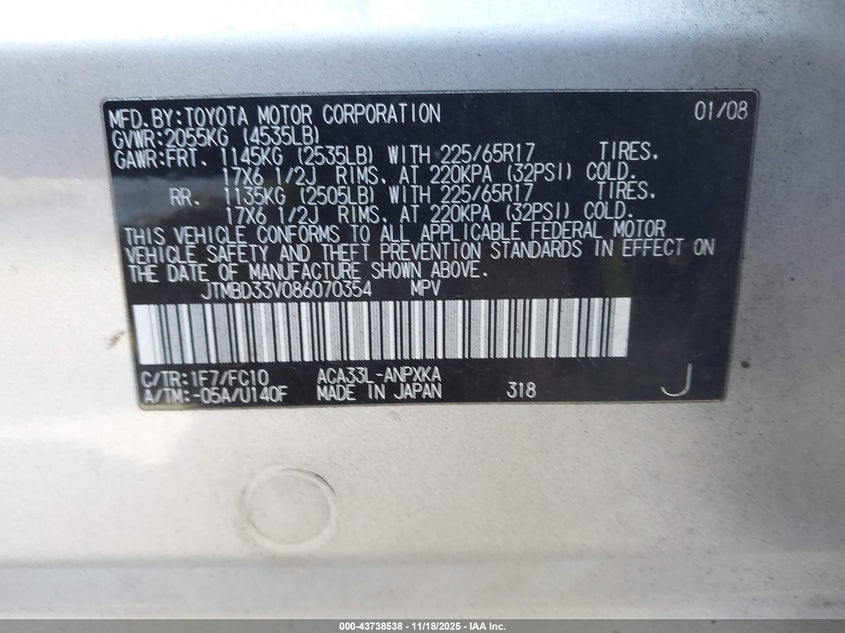 MFD.BY:TOYOTA MOTOR CORPORATION 01/08
GVWR:2055KG (4535LB)
GAWR:FRT. 1145KG (2535LB) WITH 225/65R17 TIRES.
17X6 1/2J RIMS. AT 220KPA (32PSI) COLD.
RR. 1135KG (2505LB) WITH 225/65R17 TIRES.
17X6 1/2J RIMS. AT 220KPA (32PSI) COLD.
THIS VEHICLE CONFORMS TO ALL APPLICABLE FEDERAL MOTOR
VEHICLE SAFETY AND THEFT PREVENTION STANDARDS IN EFFECT ON
THE DATE OF MANUFACTURE SHOWN ABOVE.
JTMBD33V086070354 MPV
C/TR:1F7/FC10 ACA33L-ANPXKA
A/TM:-05A/U140F MADE IN JAPAN 318 J
000-43738538 - 11/18/2025 - IAA Inc.